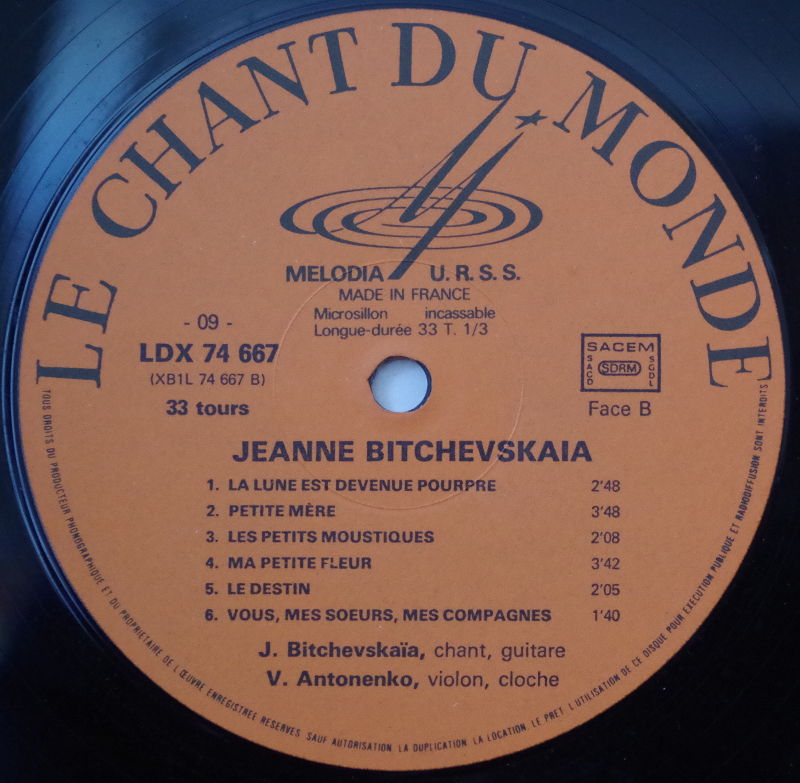 LE CHANT DU MONDE
MELODIA U.R.S.S.
MADE IN FRANCE
Microsillon incassable
Longue-durée 33 T. 1/3
- 09 -
LDX 74 667
(XB1L 74 667 B)
33 tours
SACEM
SACD
SDRM
SGDL
Face B
JEANNE BITCHEVSKAIA
1. LA LUNE EST DEVENUE POURPRE 2'48
2. PETITE MÈRE 3'48
3. LES PETITS MOUSTIQUES 2'08
4. MA PETITE FLEUR 3'42
5. LE DESTIN 2'05
6. VOUS, MES SOEURS, MES COMPAGNES 1'40
J. Bitchevskaïa, chant, guitare
V. Antonenko, violon, cloche
TOUS DROITS DU PRODUCTEUR PHONOGRAPHIQUE ET DU PROPRIETAIRE DE L'ŒUVRE ENREGISTREE RESERVES. SAUF AUTORISATION LA DUPLICATION, LA LOCATION, LE PRET, L'UTILISATION DE CE DISQUE POUR EXECUTION PUBLIQUE ET RADIODIFFUSION SONT INTERDITS